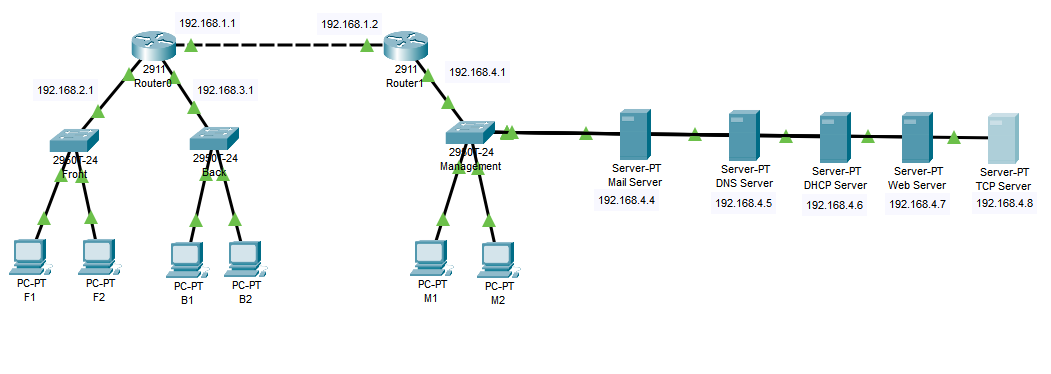 192.168.1.1
192.168.1.2
2911
Router0
2911
Router1
192.168.4.1
192.168.2.1
192.168.3.1
2950T-24
Front
2950T-24
Back
2950T-24
Management
Server-PT
Mail Server
192.168.4.4
Server-PT
DNS Server
192.168.4.5
Server-PT
DHCP Server
192.168.4.6
Server-PT
Web Server
192.168.4.7
Server-PT
TCP Server
192.168.4.8
PC-PT
F1
PC-PT
F2
PC-PT
B1
PC-PT
B2
PC-PT
M1
PC-PT
M2